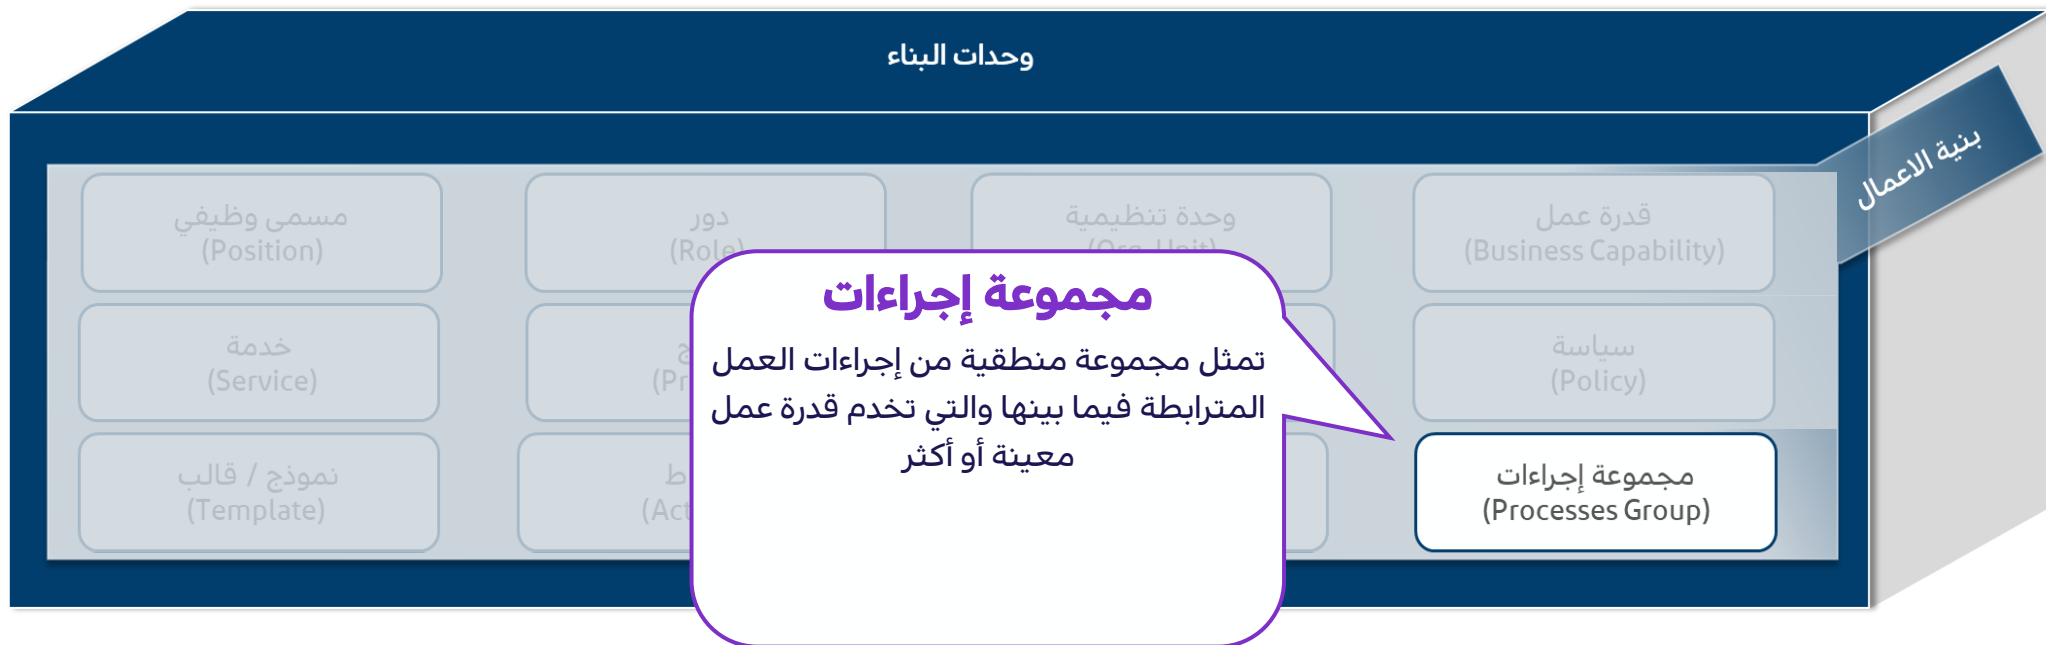 وحدات البناء
بنية الاعمال
قدرة عمل
(Business Capability)
وحدة تنظيمية
(Org. Unit)
دور
(Role)
مسمى وظيفي
(Position)
سياسة
(Policy)
خدمة
(Service)
مجموعة إجراءات
(Processes Group)
نموذج / قالب
(Template)
مجموعة إجراءات
تمثل مجموعة منطقية من إجراءات العمل
المترابطة فيما بينها والتي تخدم قدرة عمل
معينة أو أكثر